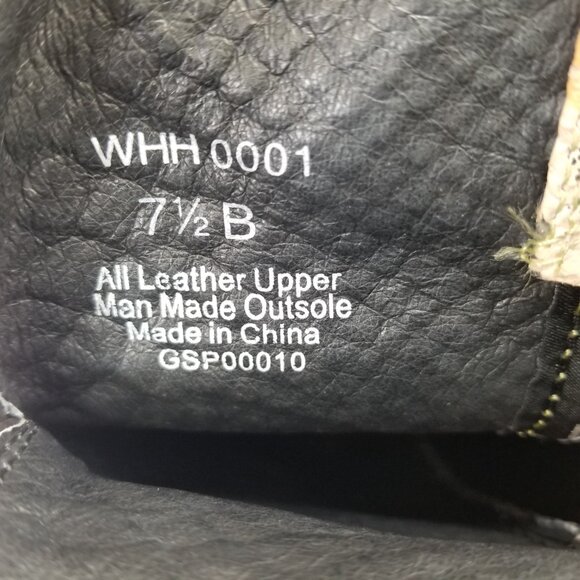 WHH 0001
7½ B
All Leather Upper
Man Made Outsole
Made in China
GSP00010